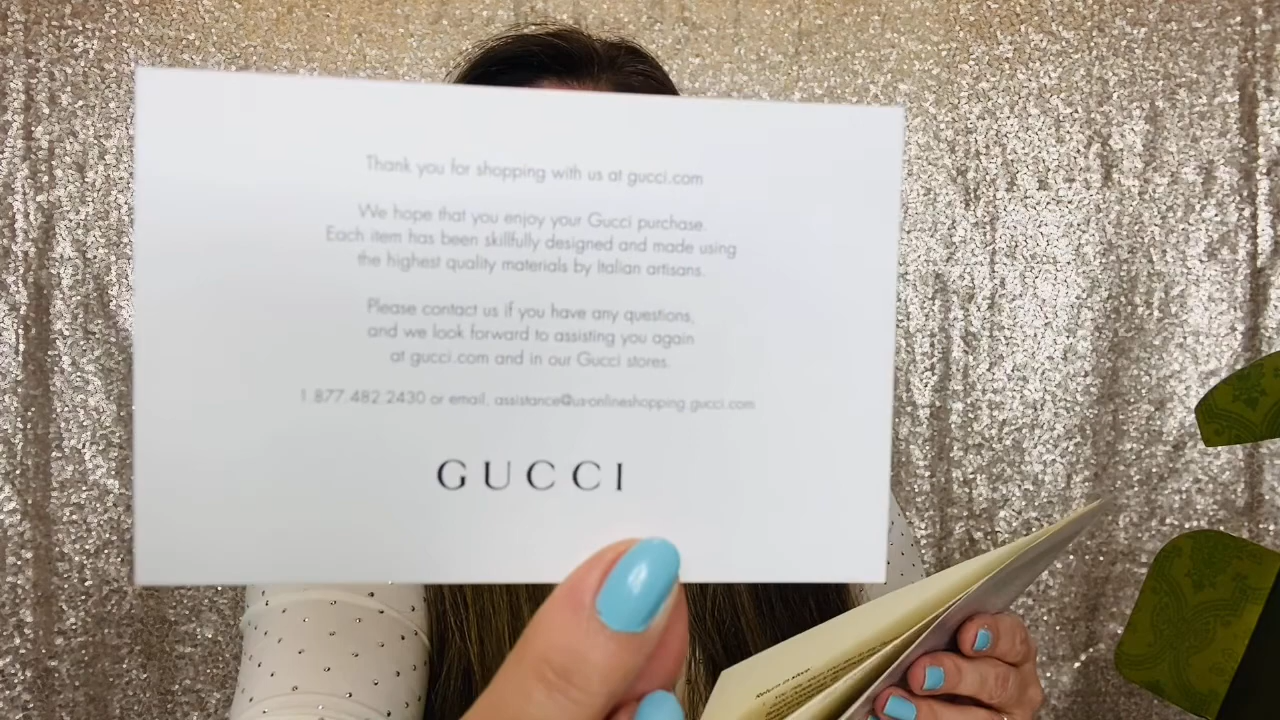 Thank you for shopping with us at gucci.com
We hope that you enjoy your Gucci purchase.
Each item has been skillfully designed and made using
the highest quality materials by Italian artisans.
Please contact us if you have any questions,
and we look forward to assisting you again
at gucci.com and in our Gucci stores.
1.877.482.2430 or email, assistance@us-onlineshopping.gucci.com
GUCCI
Return in store: